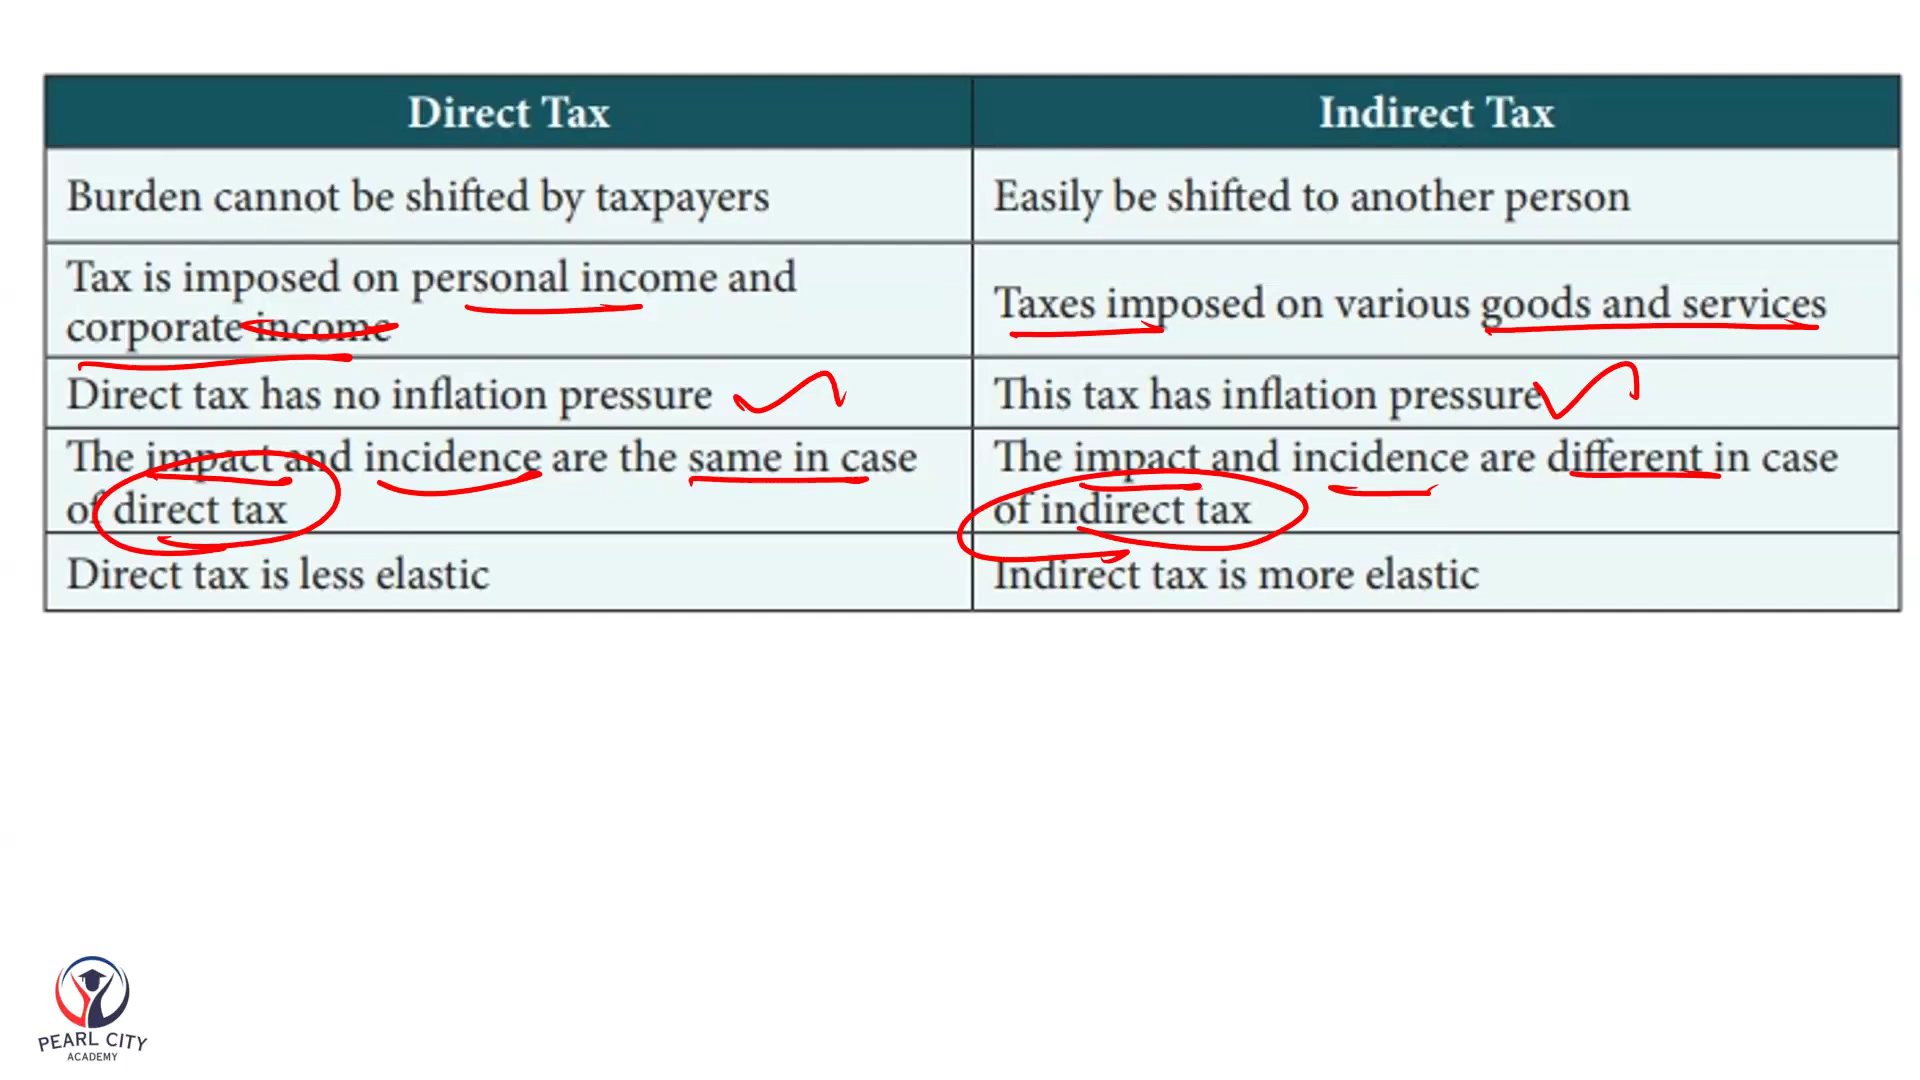 Direct Tax
Indirect Tax
Burden cannot be shifted by taxpayers
Easily be shifted to another person
Tax is imposed on personal income and
corporate income
Taxes imposed on various goods and services
Direct tax has no inflation pressure
This tax has inflation pressure
The impact and incidence are the same in case
of direct tax
The impact and incidence are different in case
of indirect tax
Direct tax is less elastic
Indirect tax is more elastic
PEARL CITY
ACADEMY